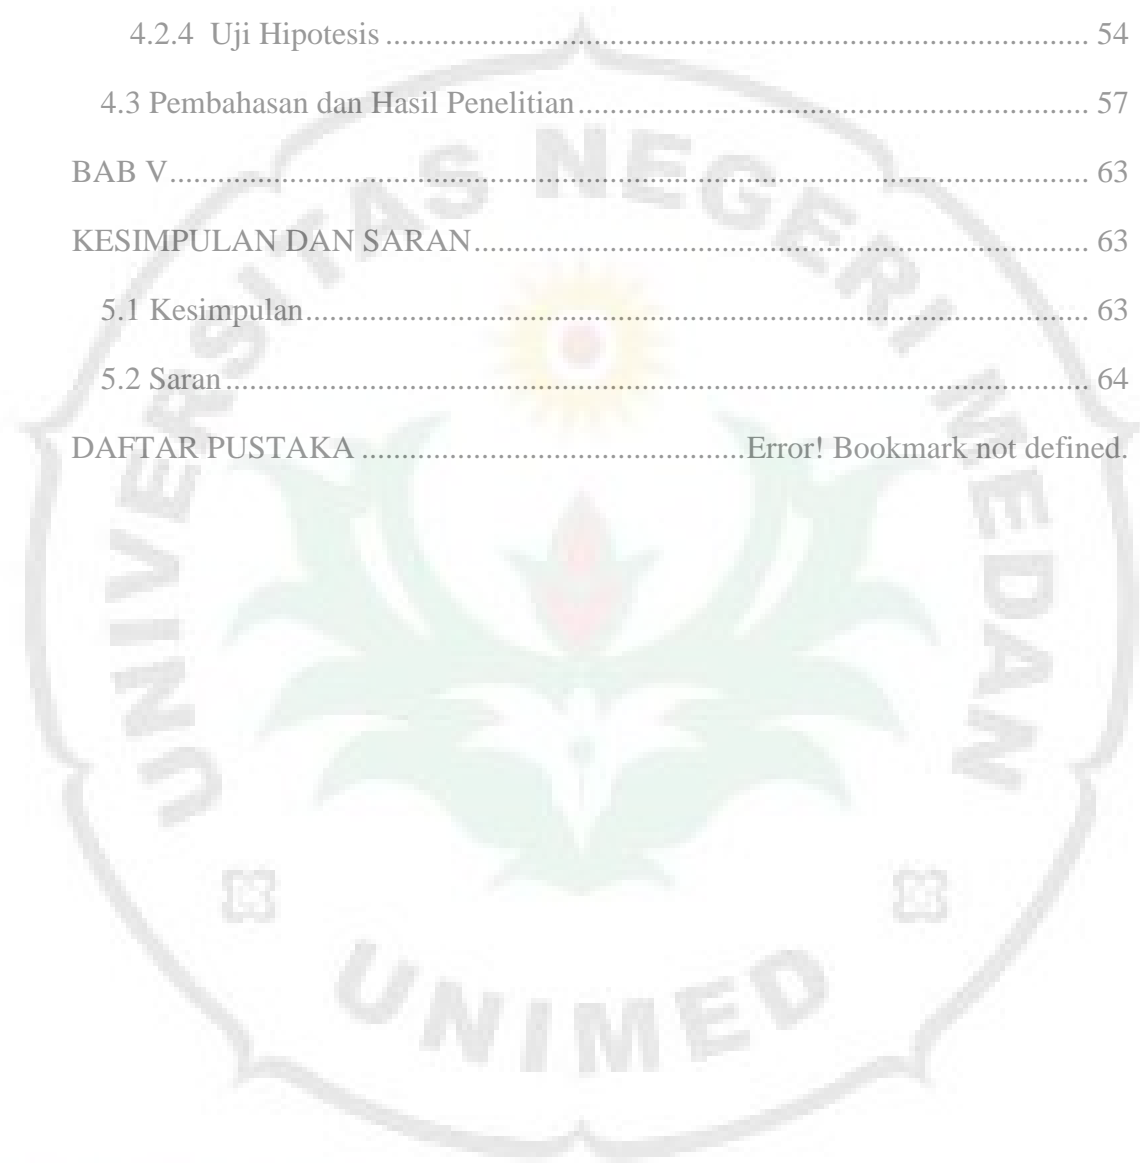 4.2.4 Uji Hipotesis ........................................................................................ 54
4.3 Pembahasan dan Hasil Penelitian ................................................................ 57
BAB V .................................................................................................................. 63
KESIMPULAN DAN SARAN ............................................................................. 63
5.1 Kesimpulan .................................................................................................. 63
5.2 Saran ............................................................................................................ 64
DAFTAR PUSTAKA ................................................ Error! Bookmark not defined.
UNIVERSITAS NEGERI MEDAN
UNIMED